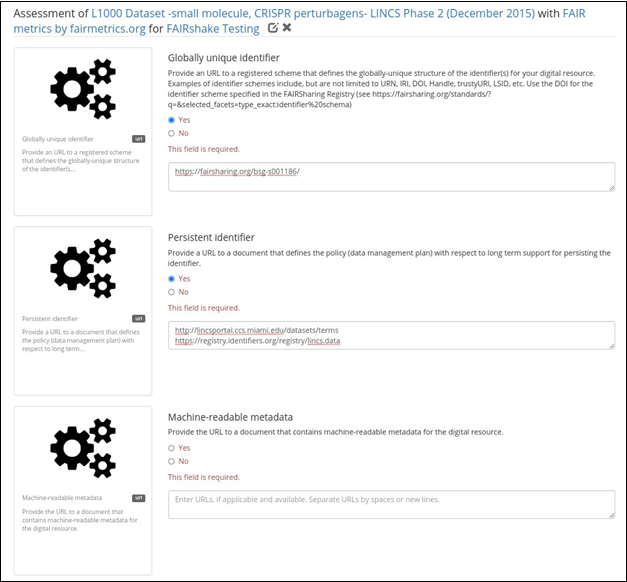 Assessment of L1000 Dataset -small molecule, CRISPR perturbagens- LINCS Phase 2 (December 2015) with FAIR
metrics by fairmetrics.org for FAIRshake Testing
Globally unique identifier
Provide an URL to a registered scheme that defines the globally-unique structure of the identifier(s) for your digital resource.
Examples of identifier schemes include, but are not limited to URN, IRI, DOI, Handle, trustyURI, LSID, etc. Use the DOI for the
identifier scheme specified in the FAIRSharing Registry (see https://fairsharing.org/standards/?
q=&selected_facets=type_exact:identifier%20schema)
Yes
No
This field is required.
https://fairsharing.org/bsg-s001186/
Globally unique identifier
url
Provide an URL to a registered scheme
that defines the globally-unique structure
of the identifier(s...
Persistent identifier
Provide a URL to a document that defines the policy (data management plan) with respect to long term support for persisting the
identifier.
Yes
No
This field is required.
http://lincsportal.ccs.miami.edu/datasets/terms
https://registry.identifiers.org/registry/lincs.data
Persistent identifier
url
Provide a URL to a document that defines
the policy (data management plan) with
respect to long term...
Machine-readable metadata
Provide the URL to a document that contains machine-readable metadata for the digital resource.
Yes
No
This field is required.
Enter URLs, if applicable and available. Separate URLs by spaces or new lines.
Machine-readable metadata
url
Provide the URL to a document that
contains machine-readable metadata for
the digital resource.